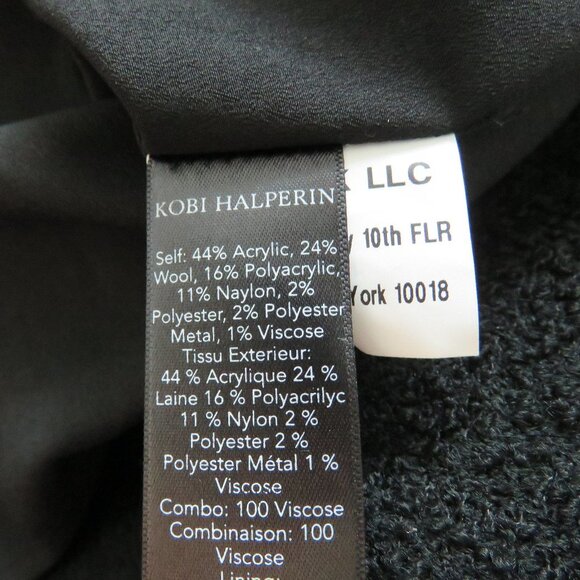 KOBI HALPERIN
Self: 44% Acrylic, 24%
Wool, 16% Polyacrylic,
11% Naylon, 2%
Polyester, 2% Polyester
Metal, 1% Viscose
Tissu Exterieur:
44 % Acrylique 24 %
Laine 16 % Polyacrilyc
11 % Nylon 2 %
Polyester 2 %
Polyester Métal 1 %
Viscose
Combo: 100 Viscose
Combinaison: 100
Viscose
Lining:
LLC
10th FLR
York 10018